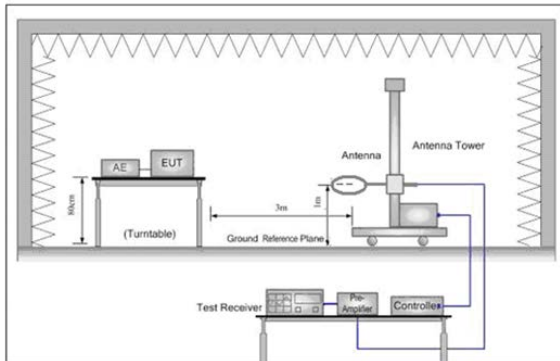 Antenna
Antenna Tower
AE
EUT
80cm
(Turntable)
3m
1m
Ground Reference Plane
Test Receiver
Pre-
Amplifier
Controller